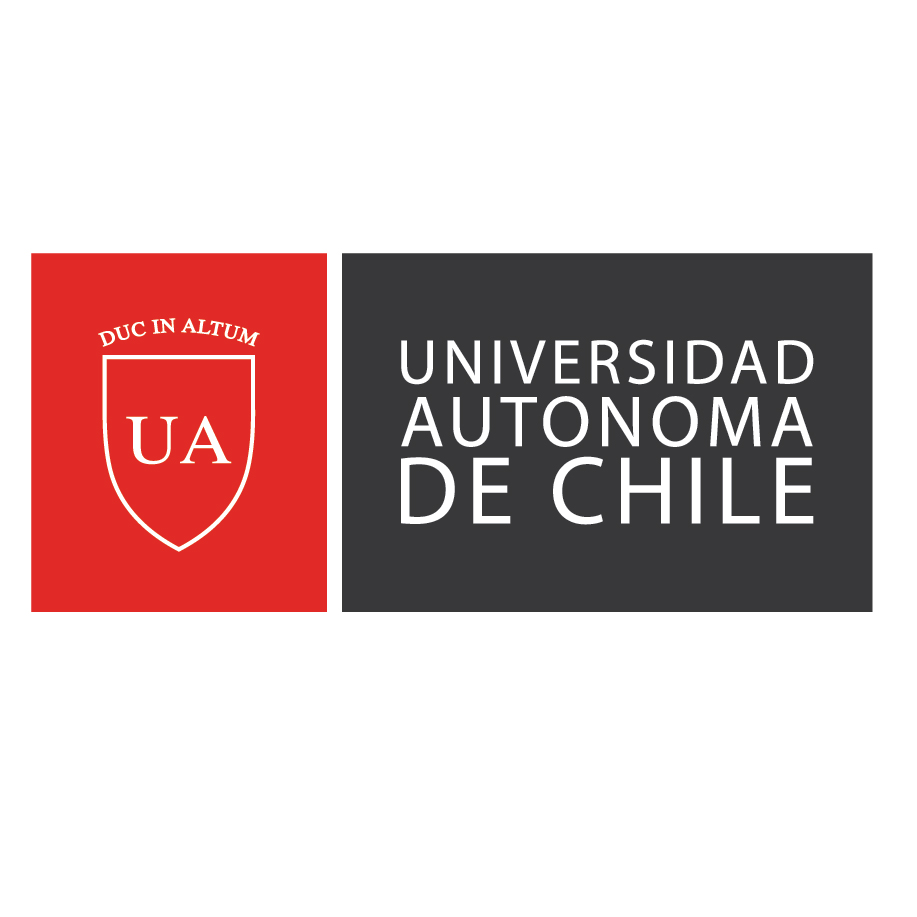 DUC IN ALTUM
UA
UNIVERSIDAD
AUTONOMA
DE CHILE